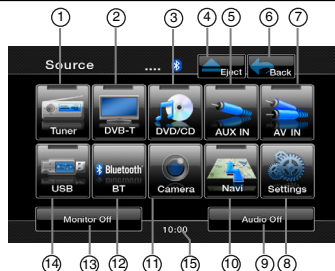 ① ② ③ ④ ⑤ ⑥ ⑦
Source .... Eject Back
Tuner DVB-T DVD/CD AUX IN AV IN
Bluetooth®
USB BT Camera Navi Settings
Monitor Off 10:00 Audio Off
⑭ ⑬ ⑫ ⑪ ⑮ ⑩ ⑨ ⑧